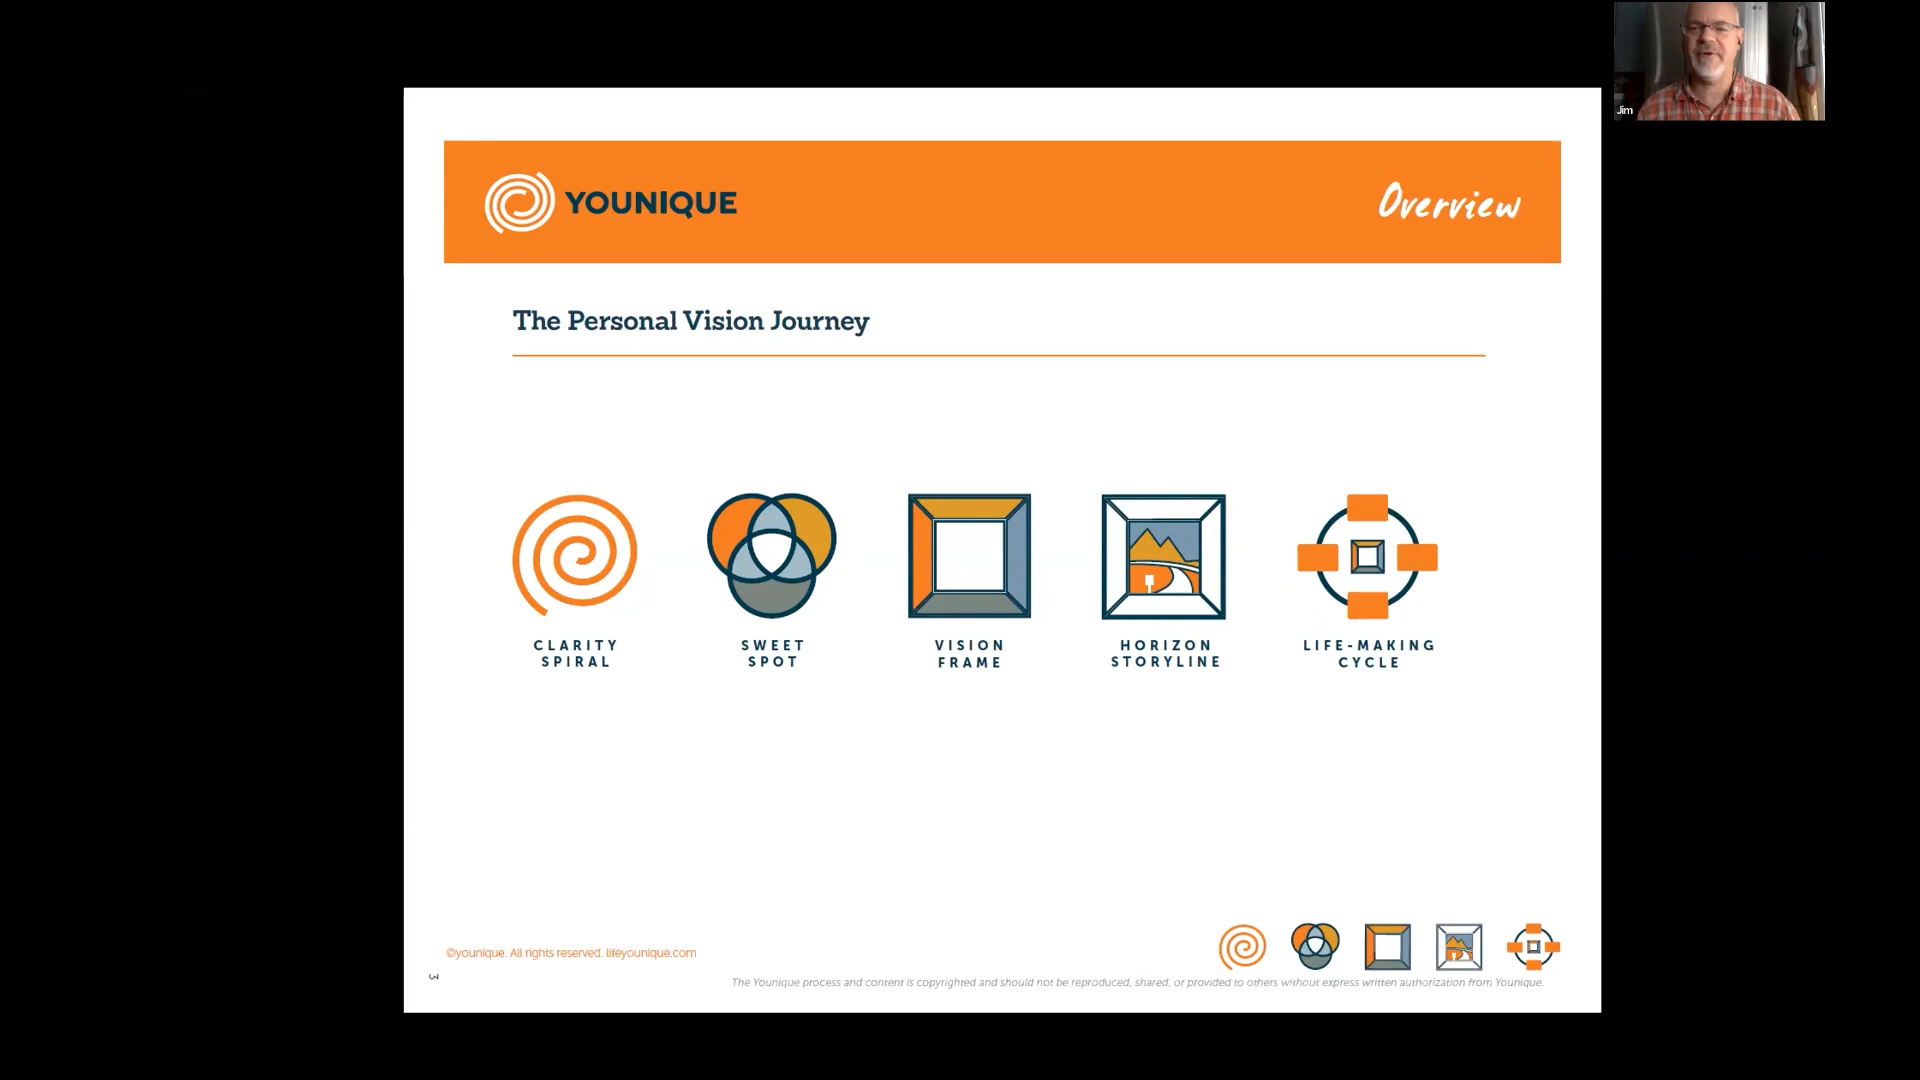 Jim
YOUNIQUE
Overview
The Personal Vision Journey
CLARITY
SPIRAL
SWEET
SPOT
VISION
FRAME
HORIZON
STORYLINE
LIFE-MAKING
CYCLE
©younique. All rights reserved. lifeyounique.com
3
The Younique process and content is copyrighted and should not be reproduced, shared, or provided to others without express written authorization from Younique.